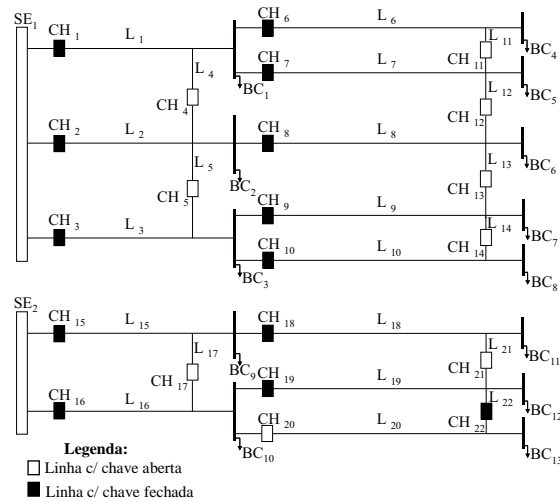 SE1
CH 1
L 1
CH 6
L 6
L 11
CH 11
BC4
L 4
CH 4
BC1
CH 7
L 7
L 12
CH 12
BC5
CH 2
L 2
CH 8
L 8
BC6
L 5
CH 5
BC2
L 13
CH 13
CH 3
L 3
CH 9
L 9
L 14
CH 14
BC7
BC3
CH 10
L 10
BC8
SE2
CH 15
L 15
CH 18
L 18
BC11
L 17
CH 17
BC9
L 21
CH 21
CH 16
L 16
CH 19
L 19
L 22
CH 22
BC12
BC10
CH 20
L 20
BC13
Legenda:
Linha c/ chave aberta
Linha c/ chave fechada